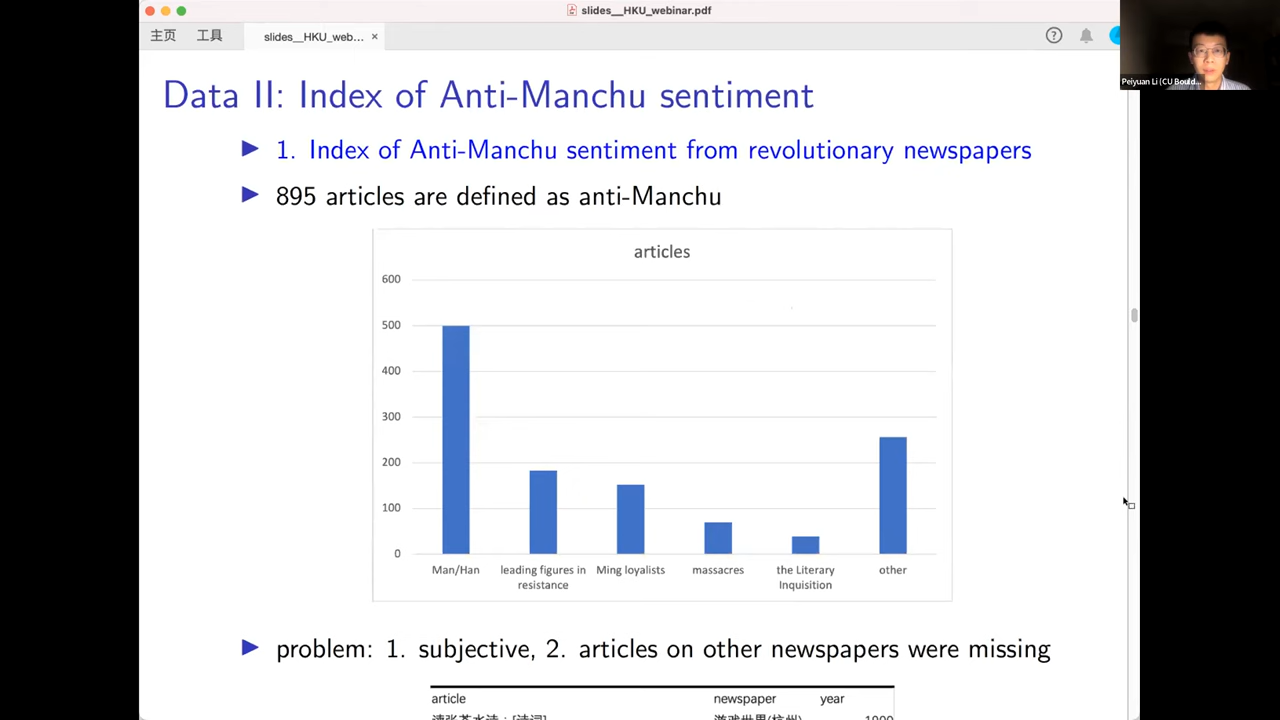 slides__HKU_webinar.pdf
主页
工具
slides__HKU_web...
Peiyuan Li (CU Bould...
Data II: Index of Anti-Manchu sentiment
1. Index of Anti-Manchu sentiment from revolutionary newspapers
895 articles are defined as anti-Manchu
articles
600
500
400
300
200
100
0
Man/Han
leading figures in
resistance
Ming loyalists
massacres
the Literary
Inquisition
other
problem: 1. subjective, 2. articles on other newspapers were missing
article newspaper year